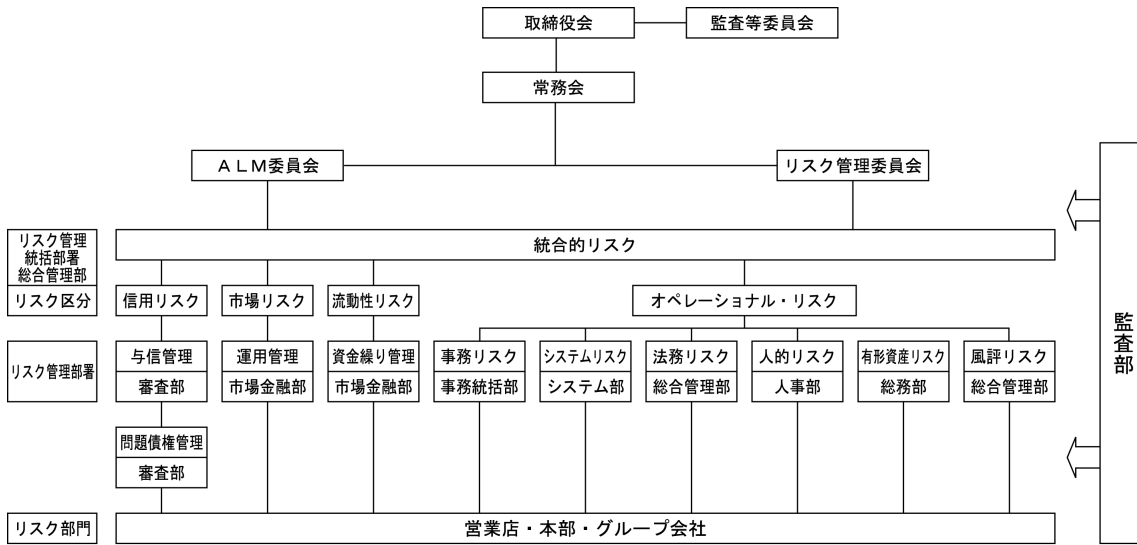 取締役会
監査等委員会
常務会
ＡＬＭ委員会
リスク管理委員会
リスク管理
統括部署
総合管理部
統合的リスク
リスク区分
信用リスク
市場リスク
流動性リスク
オペレーショナル・リスク
リスク管理部署
与信管理
審査部
運用管理
市場金融部
資金繰り管理
市場金融部
事務リスク
事務統括部
システムリスク
システム部
法務リスク
総合管理部
人的リスク
人事部
有形資産リスク
総務部
風評リスク
総合管理部
問題債権管理
審査部
リスク部門
営業店・本部・グループ会社
監査部